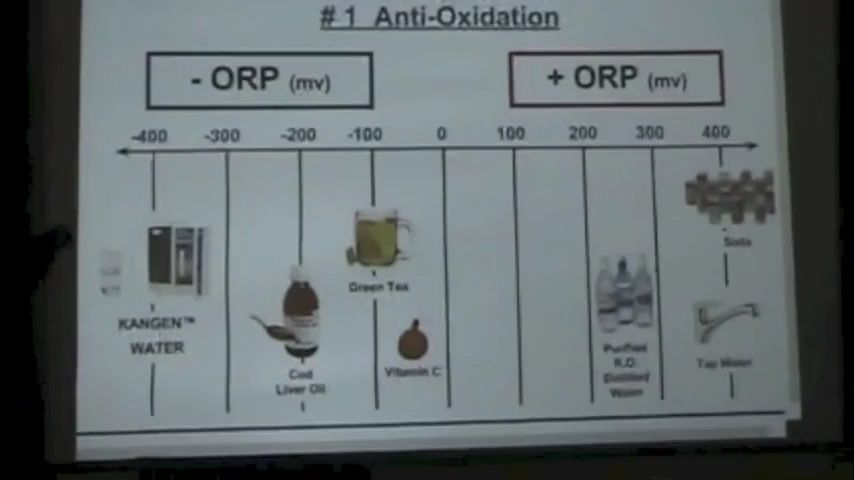 # 1 Anti-Oxidation
- ORP (mv)
+ ORP (mv)
-400 -300 -200 -100 0 100 200 300 400
Soda
Green Tea
KANGEN™
WATER
Cod
Liver Oil
Vitamin C
Purified
R.O.
Distilled
Water
Tap Water